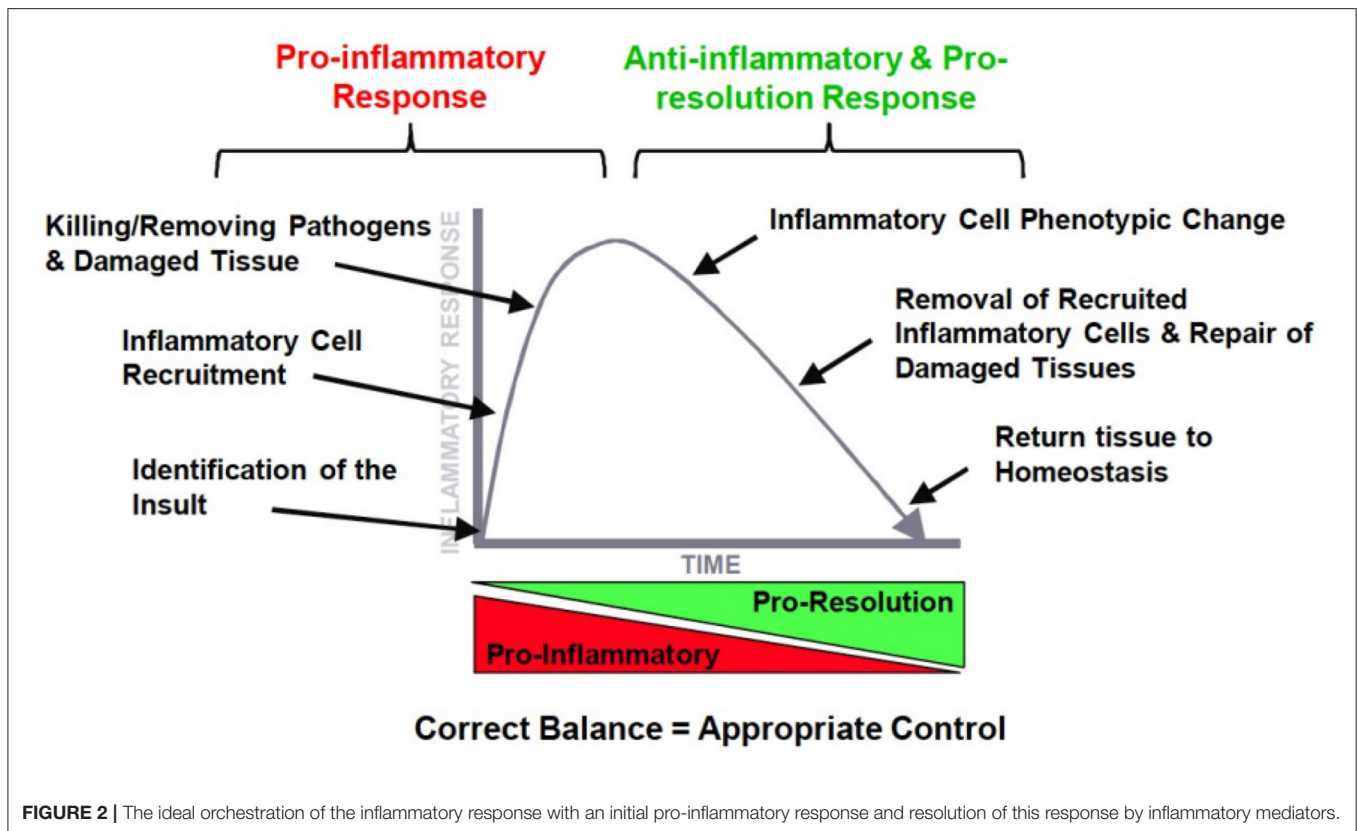 Pro-inflammatory
Response
Anti-inflammatory & Pro-
resolution Response
Killing/Removing Pathogens
& Damaged Tissue
Inflammatory Cell
Recruitment
Identification of the
Insult
INFLAMMATORY RESPONSE
Inflammatory Cell Phenotypic Change
Removal of Recruited
Inflammatory Cells & Repair of
Damaged Tissues
Return tissue to
Homeostasis
TIME
Pro-Resolution
Pro-Inflammatory
Correct Balance = Appropriate Control
FIGURE 2 | The ideal orchestration of the inflammatory response with an initial pro-inflammatory response and resolution of this response by inflammatory mediators.